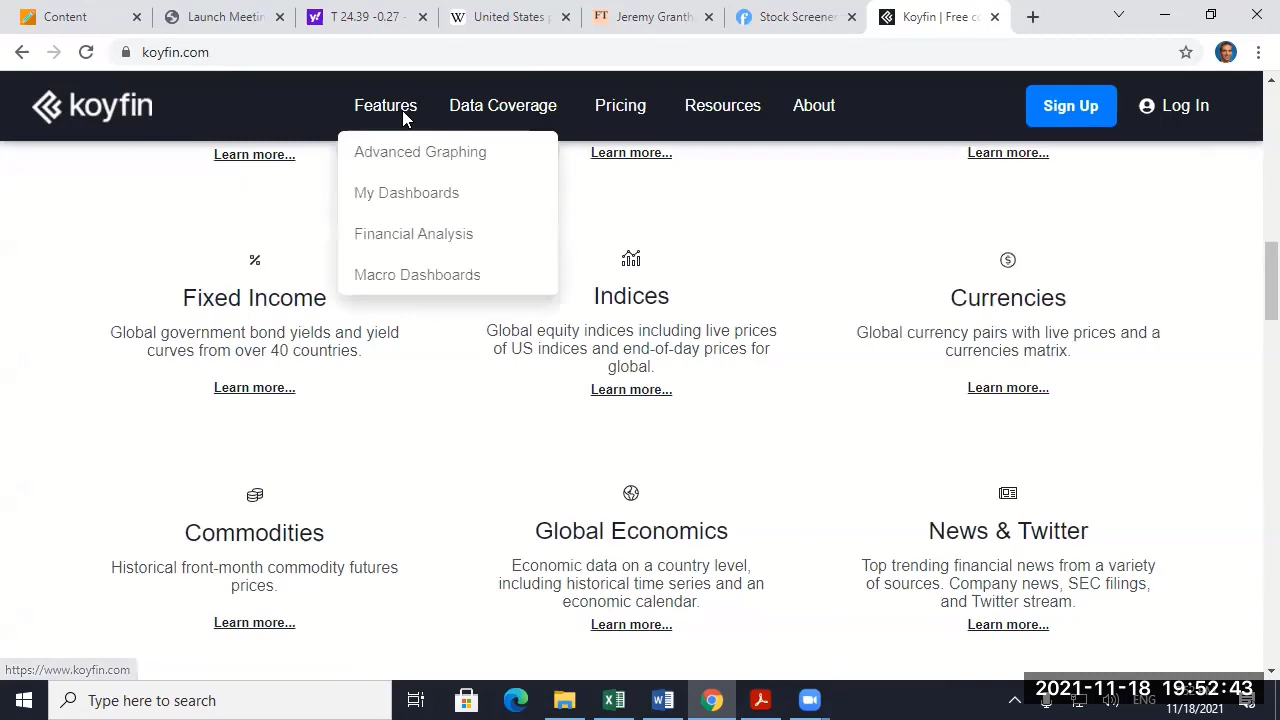 Content
Launch Meetin
T 24.39 -0.27 -
United States p
Jeremy Granth
Stock Screener
Koyfin | Free co
koyfin.com
koyfin
Features
Data Coverage
Pricing
Resources
About
Sign Up
Log In
Advanced Graphing
My Dashboards
Financial Analysis
Macro Dashboards
Learn more...
Learn more...
Learn more...
Fixed Income
Global government bond yields and yield
curves from over 40 countries.
Learn more...
Indices
Global equity indices including live prices
of US indices and end-of-day prices for
global.
Learn more...
Currencies
Global currency pairs with live prices and a
currencies matrix.
Learn more...
Commodities
Historical front-month commodity futures
prices.
Learn more...
Global Economics
Economic data on a country level,
including historical time series and an
economic calendar.
Learn more...
News & Twitter
Top trending financial news from a variety
of sources. Company news, SEC filings,
and Twitter stream.
Learn more...
https://www.koyfin.com
Type here to search
2021-11-18 19:52:43
ENG
11/18/2021